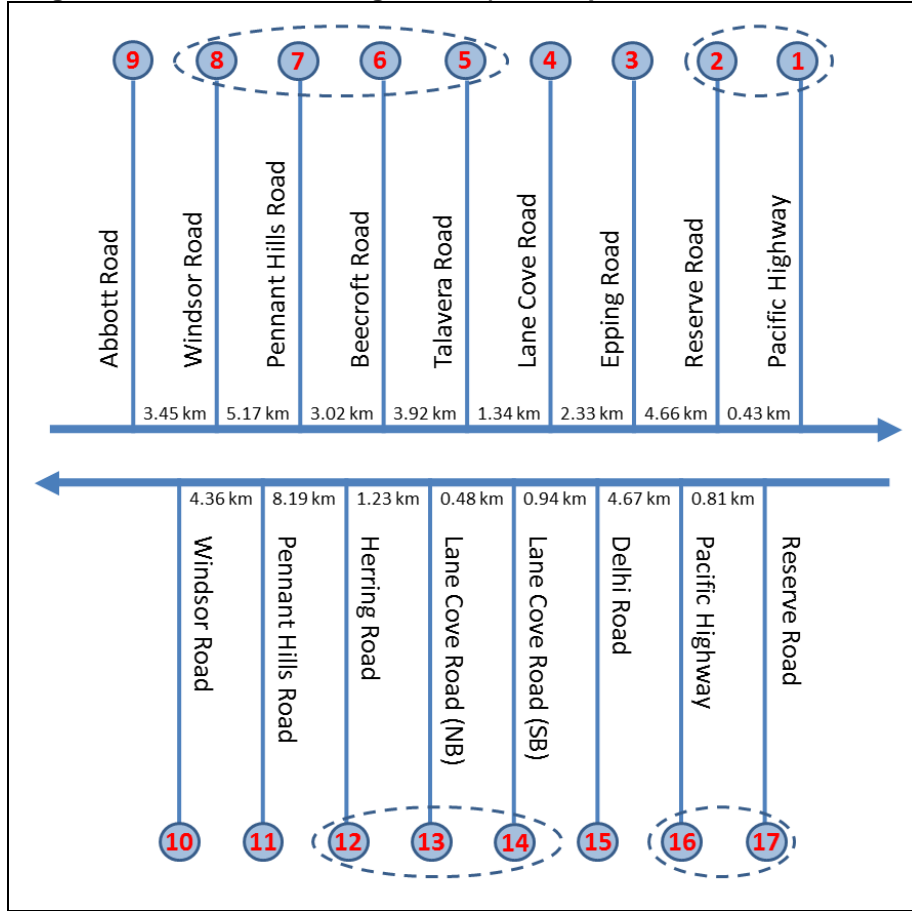 9 8 7 6 5 4 3 2 1
Abbott Road
Windsor Road
Pennant Hills Road
Beecroft Road
Talavera Road
Lane Cove Road
Epping Road
Reserve Road
Pacific Highway
3.45 km 5.17 km 3.02 km 3.92 km 1.34 km 2.33 km 4.66 km 0.43 km
4.36 km 8.19 km 1.23 km 0.48 km 0.94 km 4.67 km 0.81 km
Windsor Road
Pennant Hills Road
Herring Road
Lane Cove Road (NB)
Lane Cove Road (SB)
Delhi Road
Pacific Highway
Reserve Road
10 11 12 13 14 15 16 17